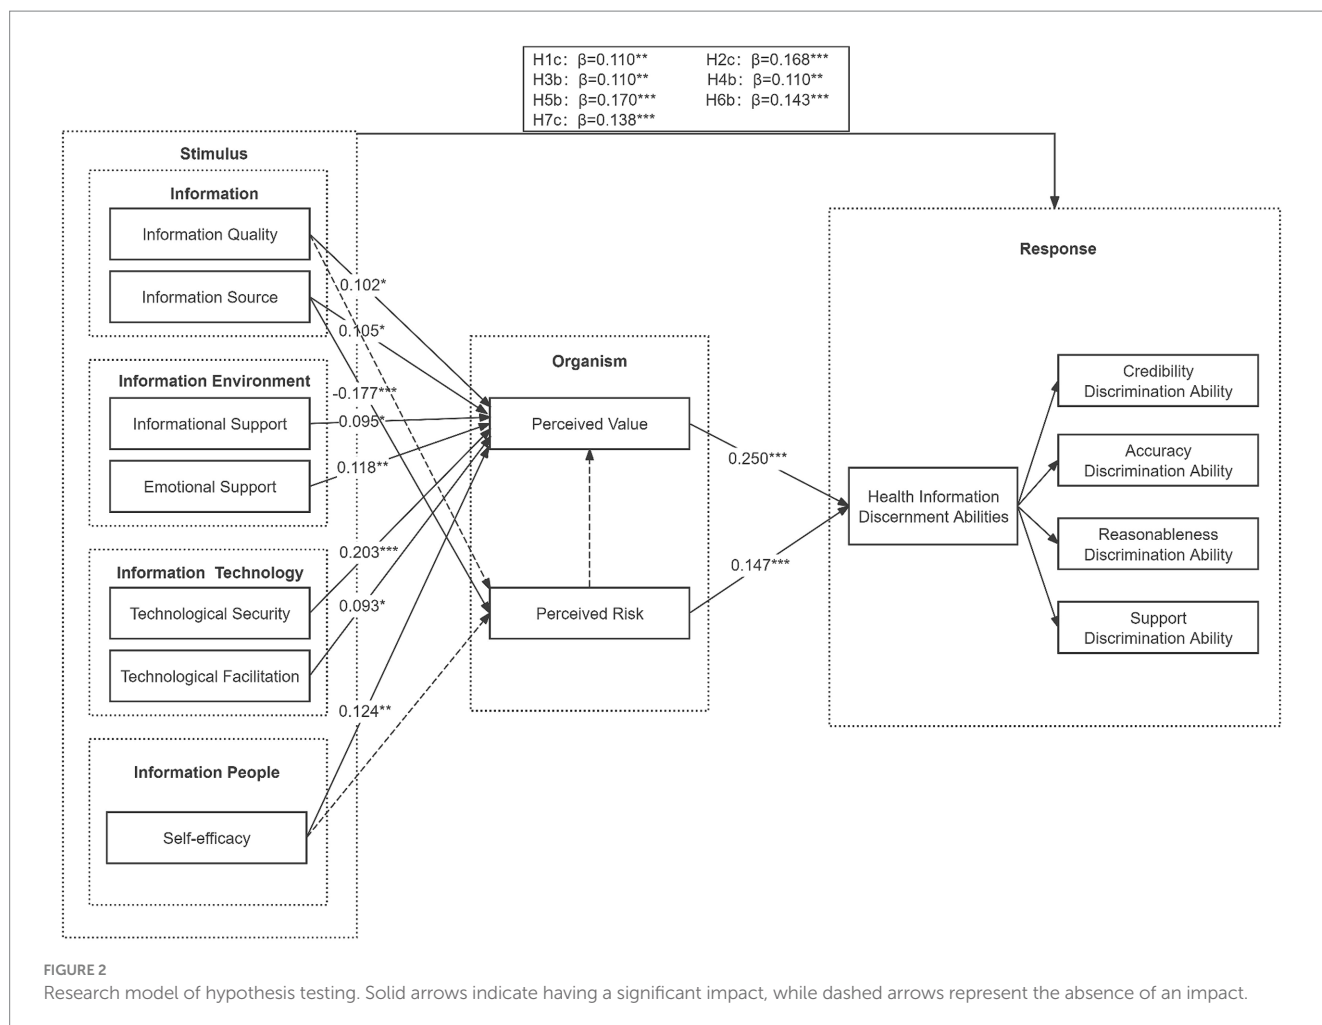 H1c: β=0.110** H2c: β=0.168***
H3b: β=0.110** H4b: β=0.110**
H5b: β=0.170*** H6b: β=0.143***
H7c: β=0.138***
Stimulus
Information
Information Quality
Information Source
Information Environment
Informational Support
Emotional Support
Information Technology
Technological Security
Technological Facilitation
Information People
Self-efficacy
0.102*
0.105*
-0.177***
0.095*
0.118**
0.203***
0.093*
0.124**
Organism
Perceived Value
Perceived Risk
0.250***
0.147***
Response
Health Information
Discernment Abilities
Credibility
Discrimination Ability
Accuracy
Discrimination Ability
Reasonableness
Discrimination Ability
Support
Discrimination Ability
FIGURE 2
Research model of hypothesis testing. Solid arrows indicate having a significant impact, while dashed arrows represent the absence of an impact.